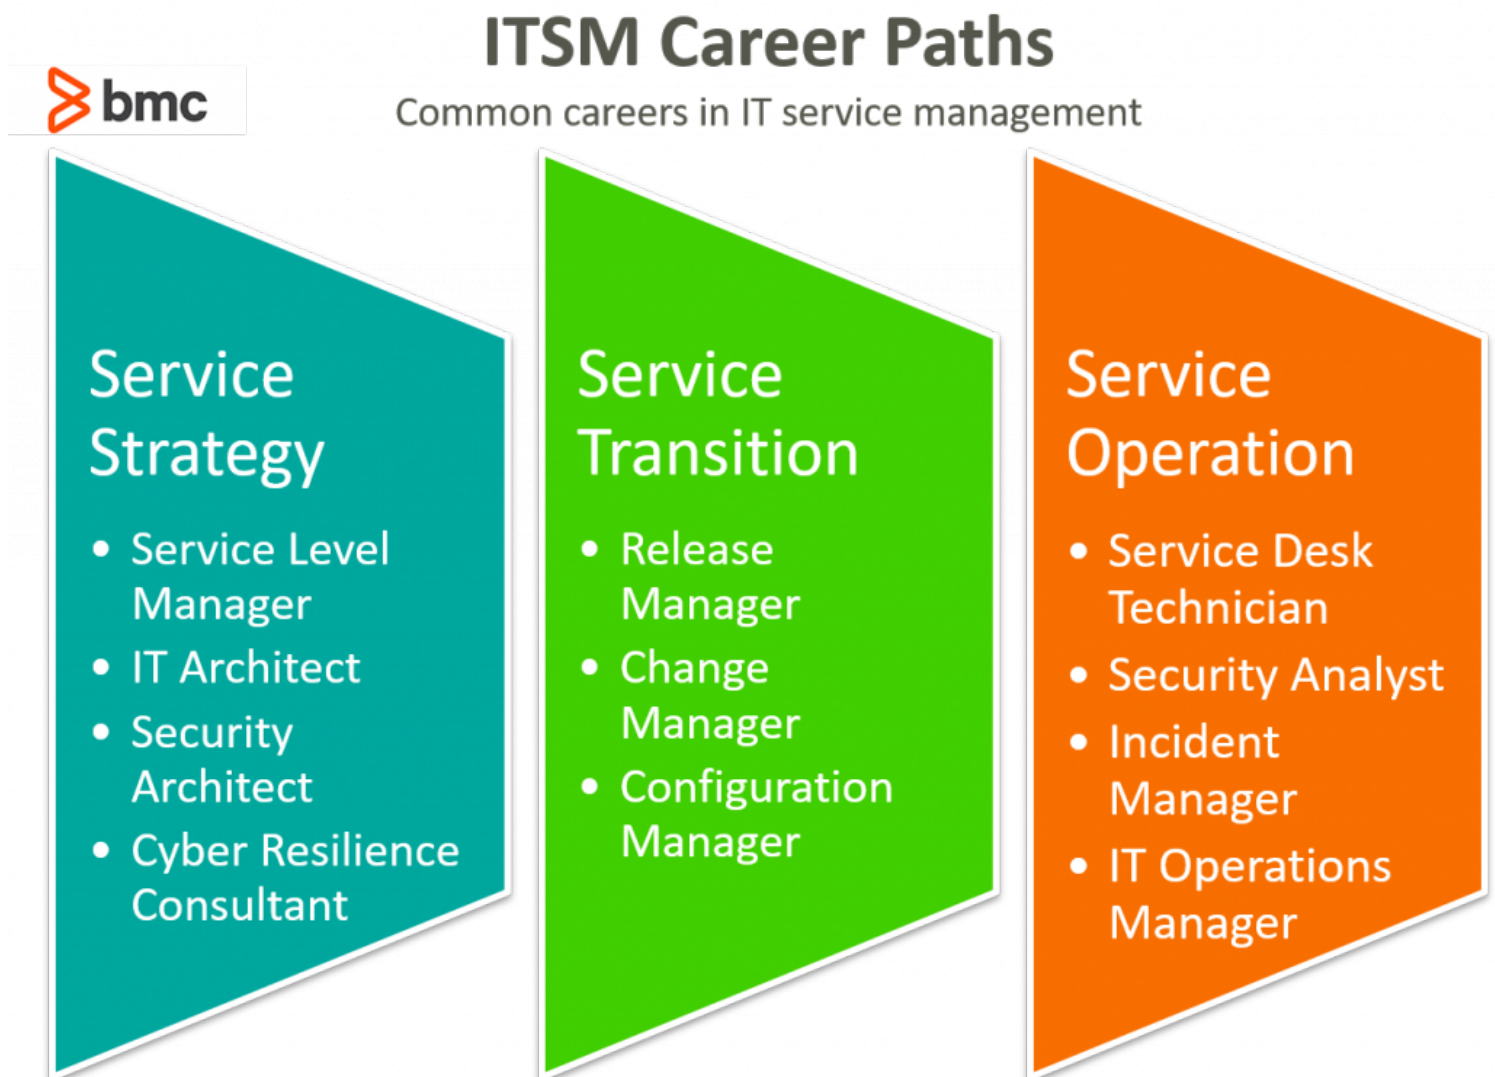 ITSM Career Paths
bmc
Common careers in IT service management
Service
Strategy
• Service Level
Manager
• IT Architect
• Security
Architect
• Cyber Resilience
Consultant
Service
Transition
• Release
Manager
• Change
Manager
• Configuration
Manager
Service
Operation
• Service Desk
Technician
• Security Analyst
• Incident
Manager
• IT Operations
Manager